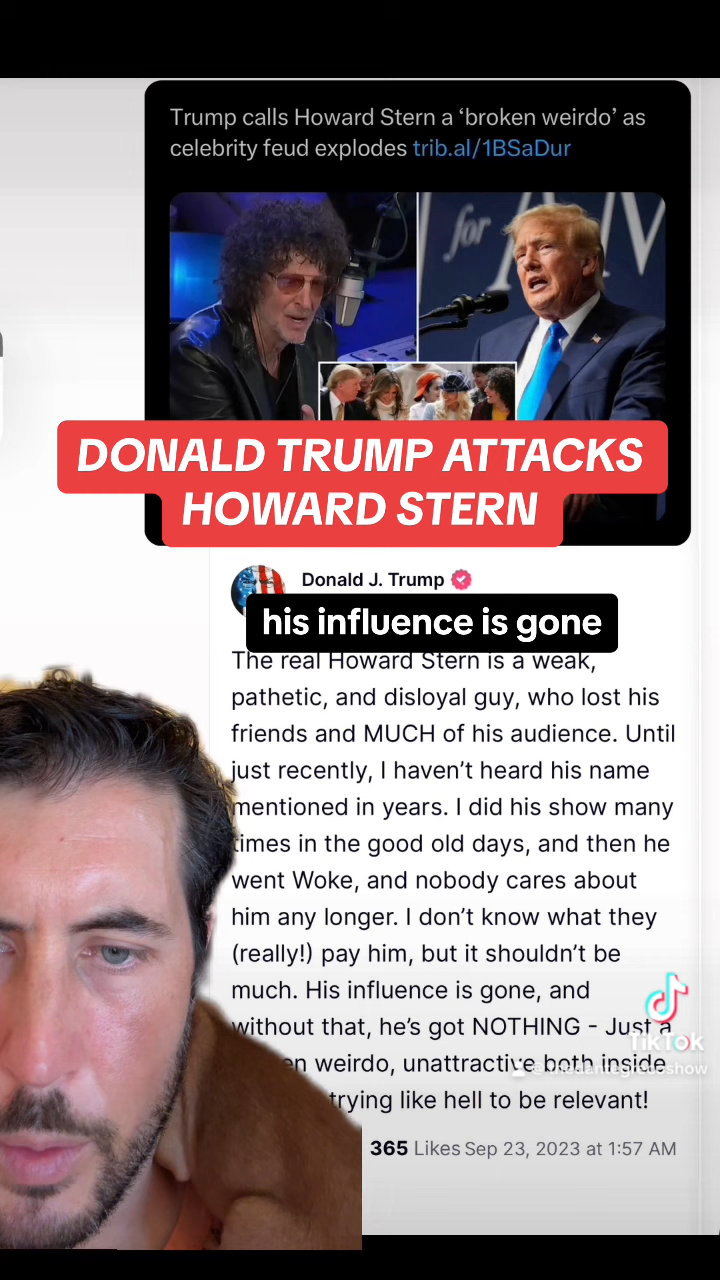 Trump calls Howard Stern a ‘broken weirdo’ as
celebrity feud explodes trib.al/1BSaDur
for AM
DONALD TRUMP ATTACKS
HOWARD STERN
Donald J. Trump
his influence is gone
The real Howard Stern is a weak,
pathetic, and disloyal guy, who lost his
friends and MUCH of his audience. Until
just recently, I haven’t heard his name
mentioned in years. I did his show many
times in the good old days, and then he
went Woke, and nobody cares about
him any longer. I don’t know what they
(really!) pay him, but it shouldn’t be
much. His influence is gone, and
without that, he’s got NOTHING - Just a
weirdo, unattractive both inside
trying like hell to be relevant!
TikTok
365 Likes Sep 23, 2023 at 1:57 AM